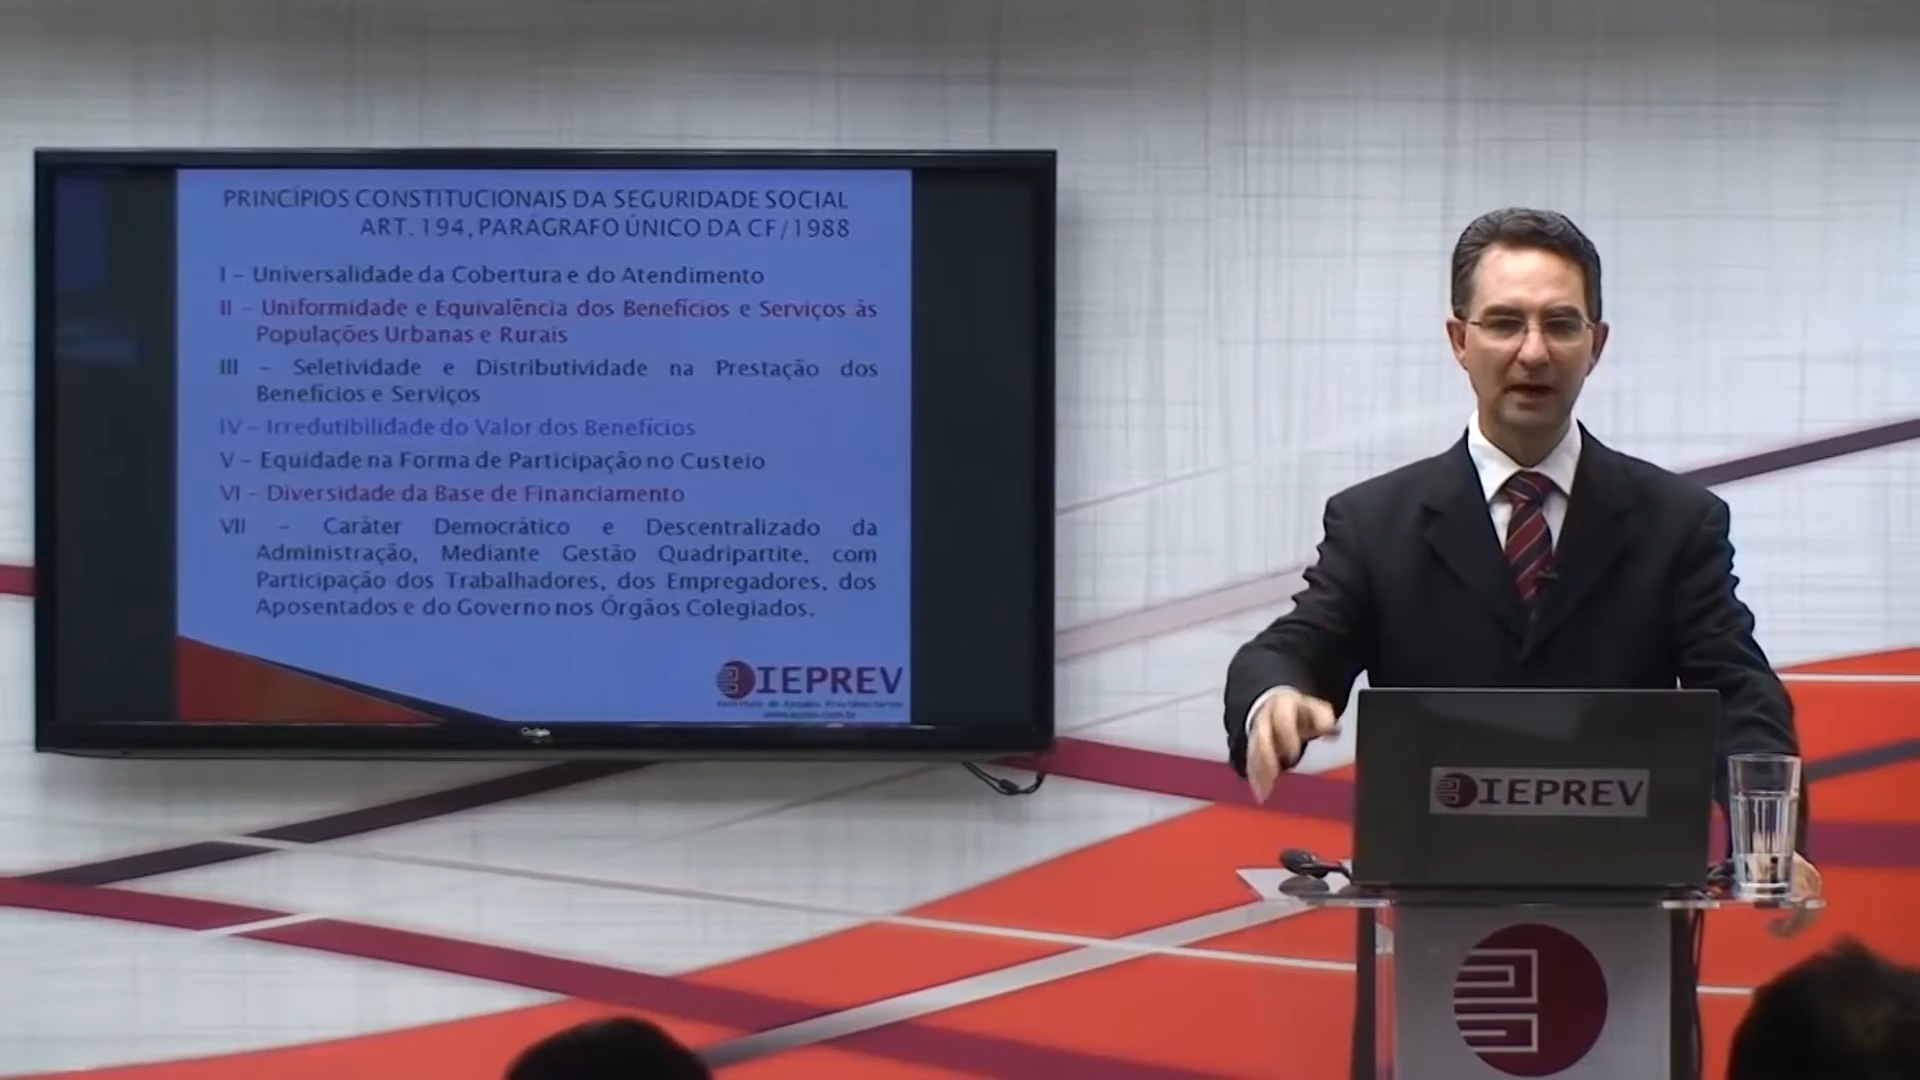 PRINCÍPIOS CONSTITUCIONAIS DA SEGURIDADE SOCIAL
ART. 194, PARÁGRAFO ÚNICO DA CF/1988
I – Universalidade da Cobertura e do Atendimento
II – Uniformidade e Equivalência dos Benefícios e Serviços às
Populações Urbanas e Rurais
III – Seletividade e Distributividade na Prestação dos
Benefícios e Serviços
IV – Irredutibilidade do Valor dos Benefícios
V – Equidade na Forma de Participação no Custeio
VI – Diversidade da Base de Financiamento
VII – Caráter Democrático e Descentralizado da
Administração, Mediante Gestão Quadripartite, com
Participação dos Trabalhadores, dos Empregadores, dos
Aposentados e do Governo nos Órgãos Colegiados.
IEPREV
Instituto de Estudos Previdenciários
IEPREV